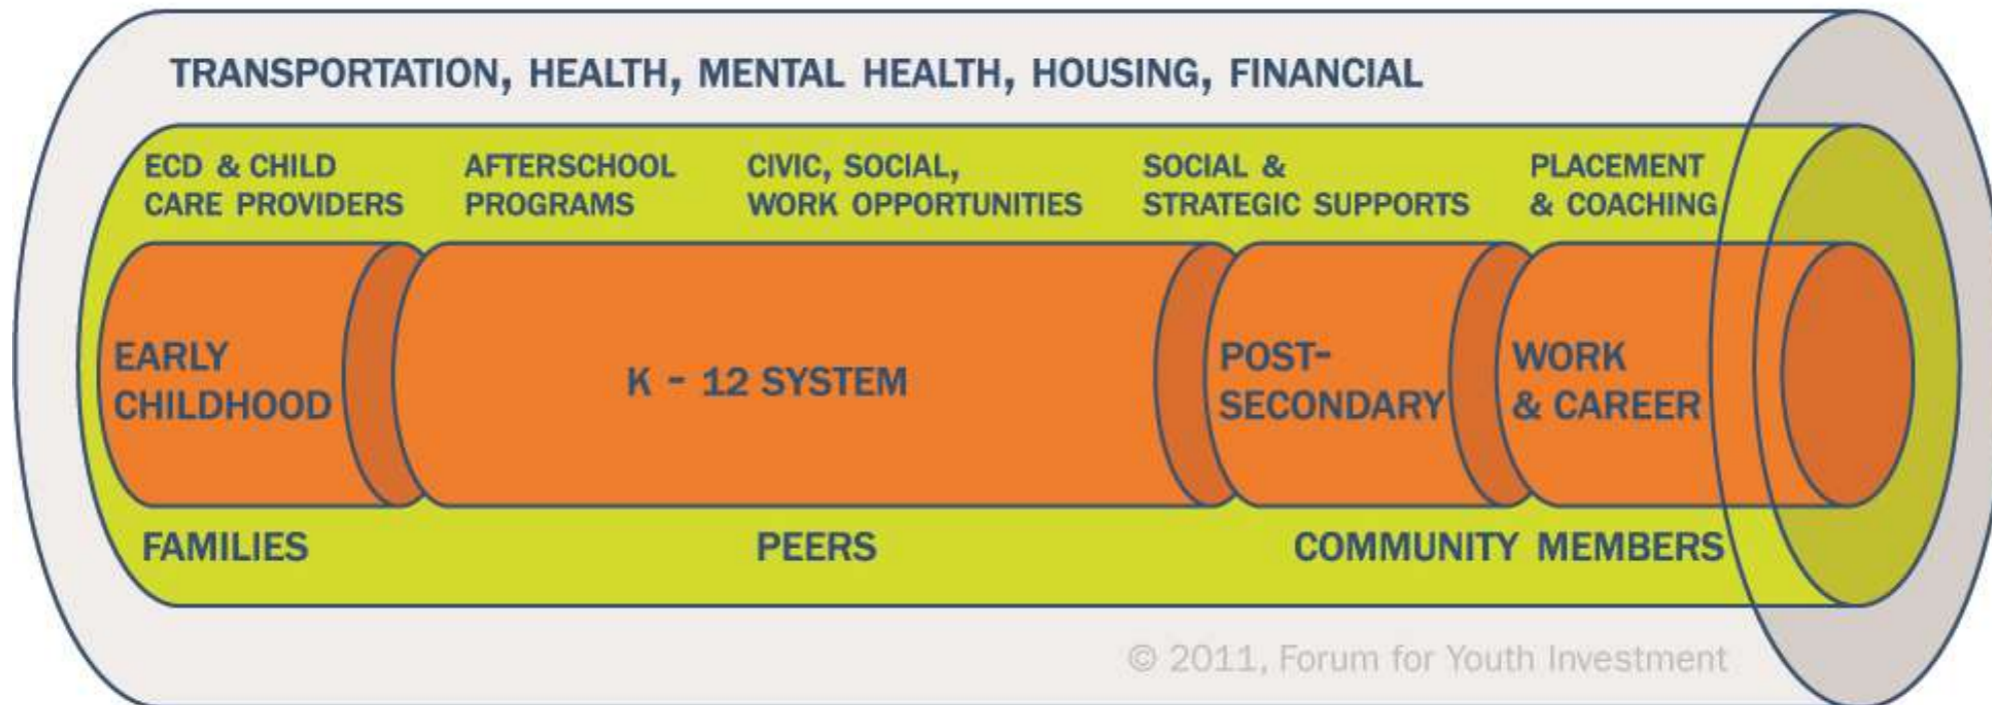 TRANSPORTATION, HEALTH, MENTAL HEALTH, HOUSING, FINANCIAL
ECD & CHILD
CARE PROVIDERS
AFTERSCHOOL
PROGRAMS
CIVIC, SOCIAL,
WORK OPPORTUNITIES
SOCIAL &
STRATEGIC SUPPORTS
PLACEMENT
& COACHING
EARLY
CHILDHOOD
K - 12 SYSTEM
POST-
SECONDARY
WORK
& CAREER
FAMILIES
PEERS
COMMUNITY MEMBERS
© 2011, Forum for Youth Investment